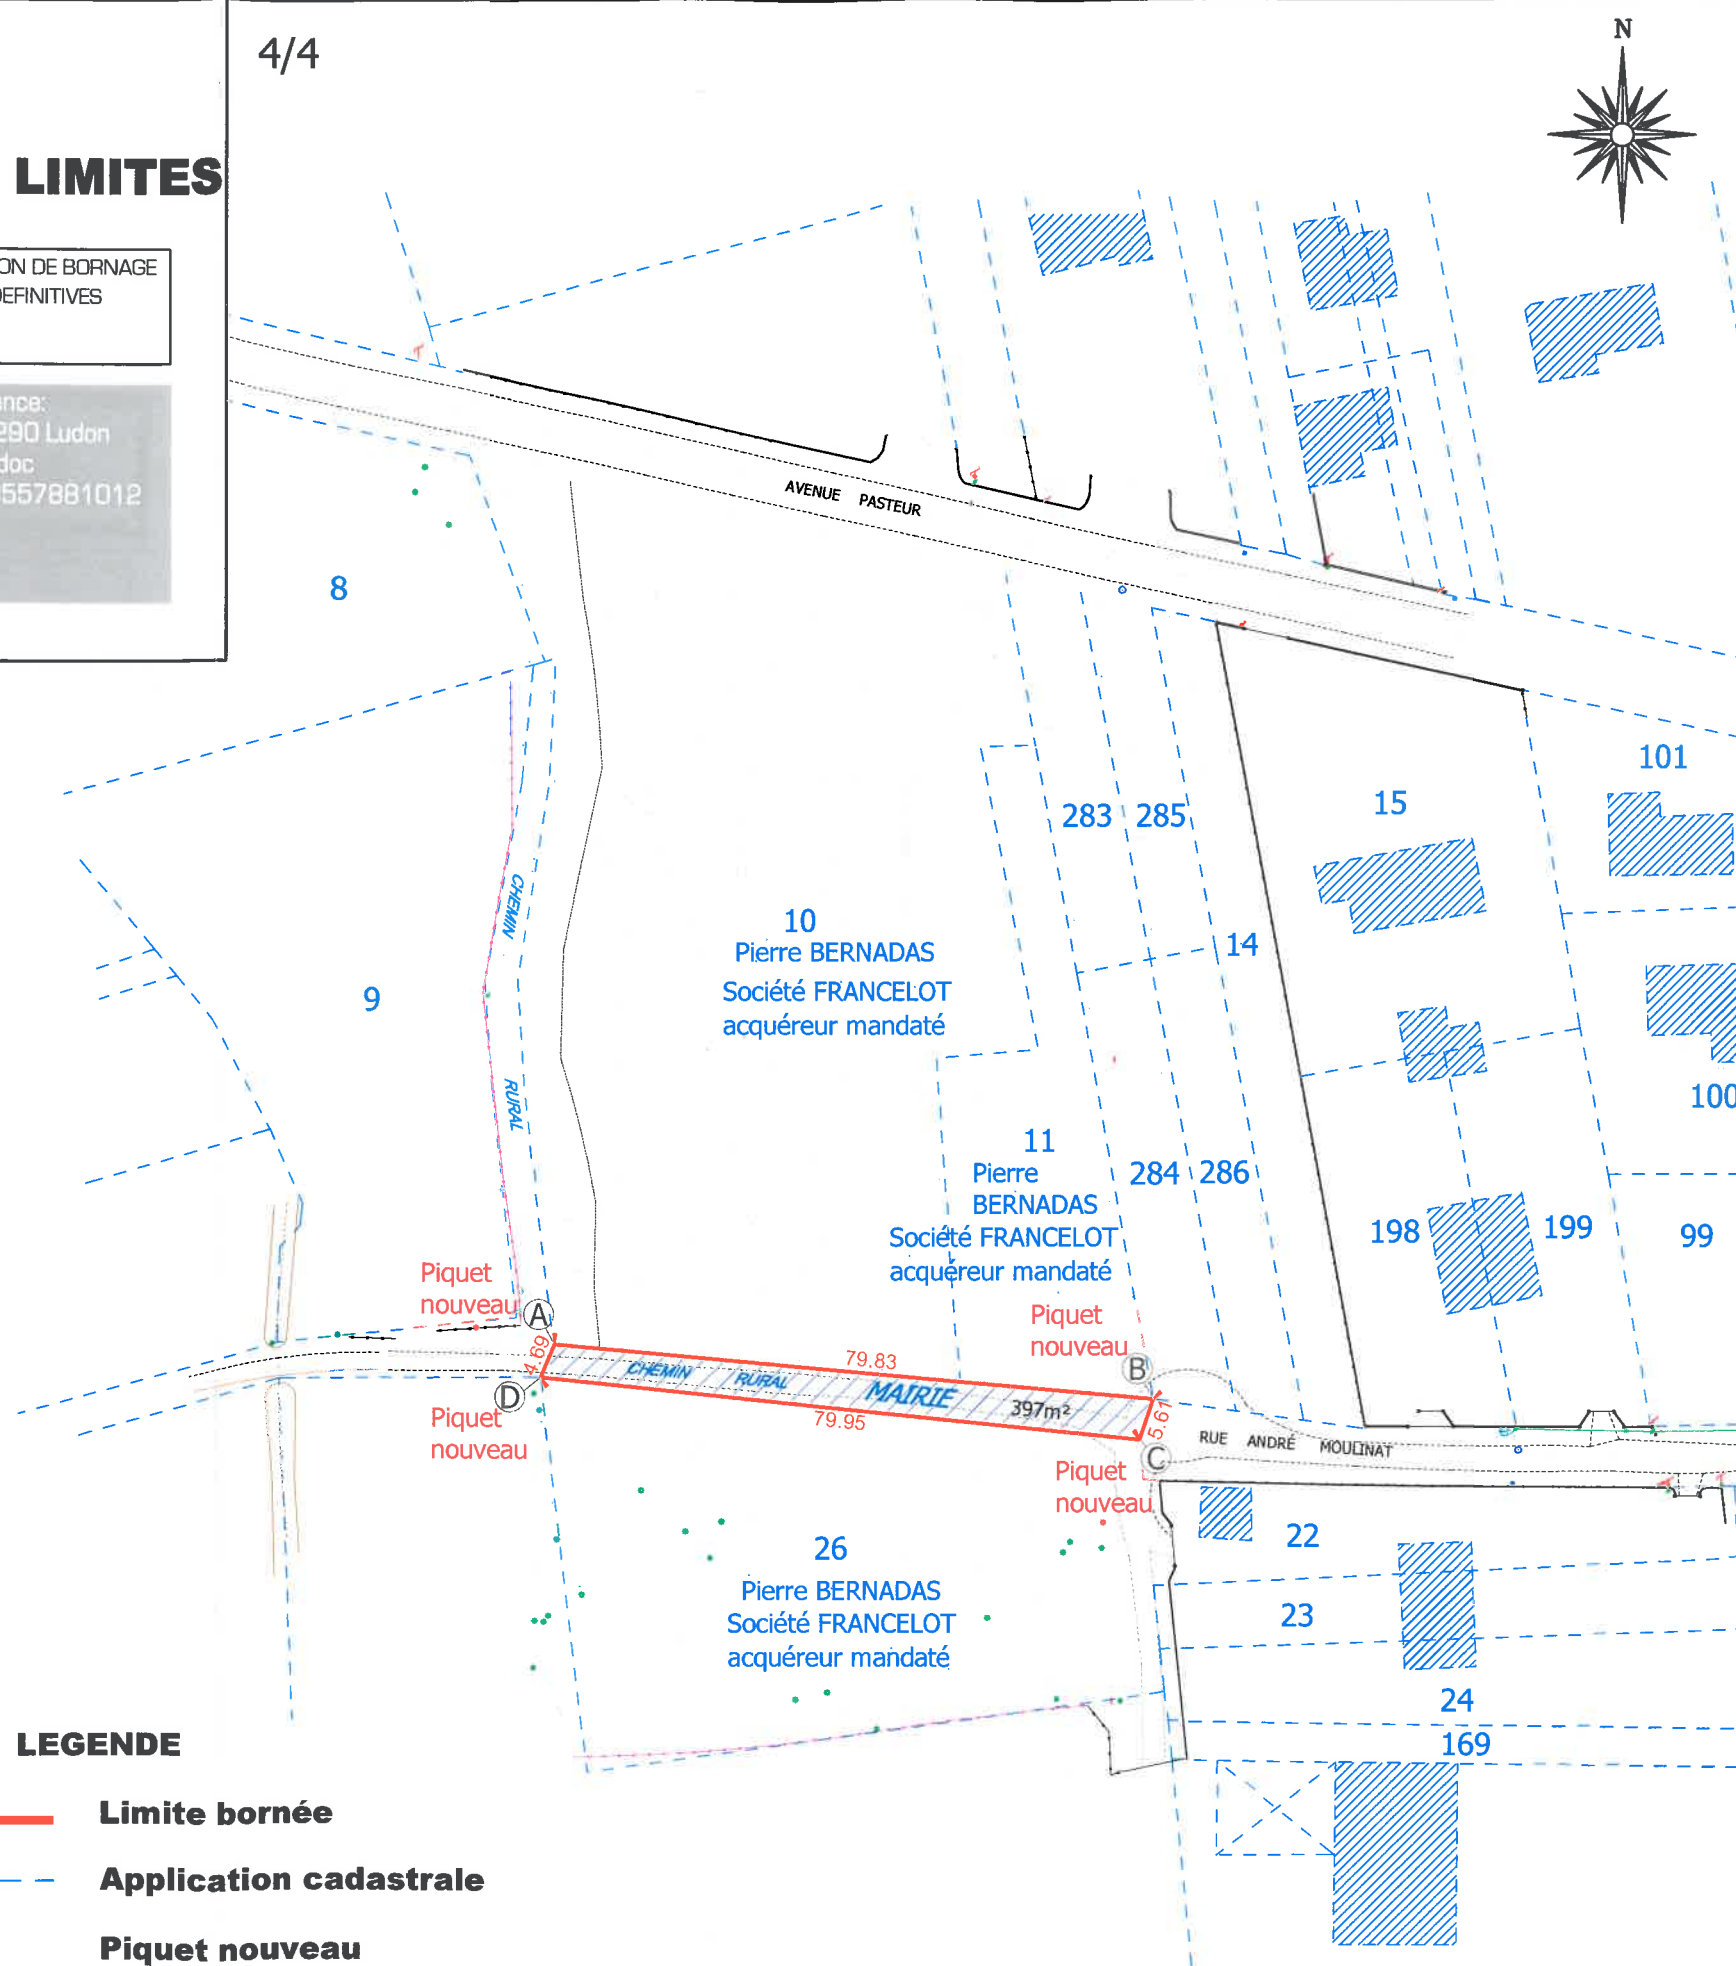 4/4
N
LIMITES
ON DE BORNAGE
DEFINITIVES
290 Ludon
doc
557881012
AVENUE PASTEUR
8
101
15
283
285
CHEMIN
10
Pierre BERNADAS
Société FRANCELOT
acquéreur mandaté
14
9
RURAL
100
11
Pierre
BERNADAS
Société FRANCELOT
acquéreur mandaté
284
286
198
199
99
Piquet
nouveau
A
Piquet
nouveau
B
4.69
79.83
CHEMIN RURAL
MAIRIE
397m²
5.61
D
79.95
Piquet
nouveau
RUE ANDRÉ MOULINAT
C
Piquet
nouveau
26
Pierre BERNADAS
Société FRANCELOT
acquéreur mandaté
22
23
24
169
LEGENDE
Limite bornée
Application cadastrale
Piquet nouveau